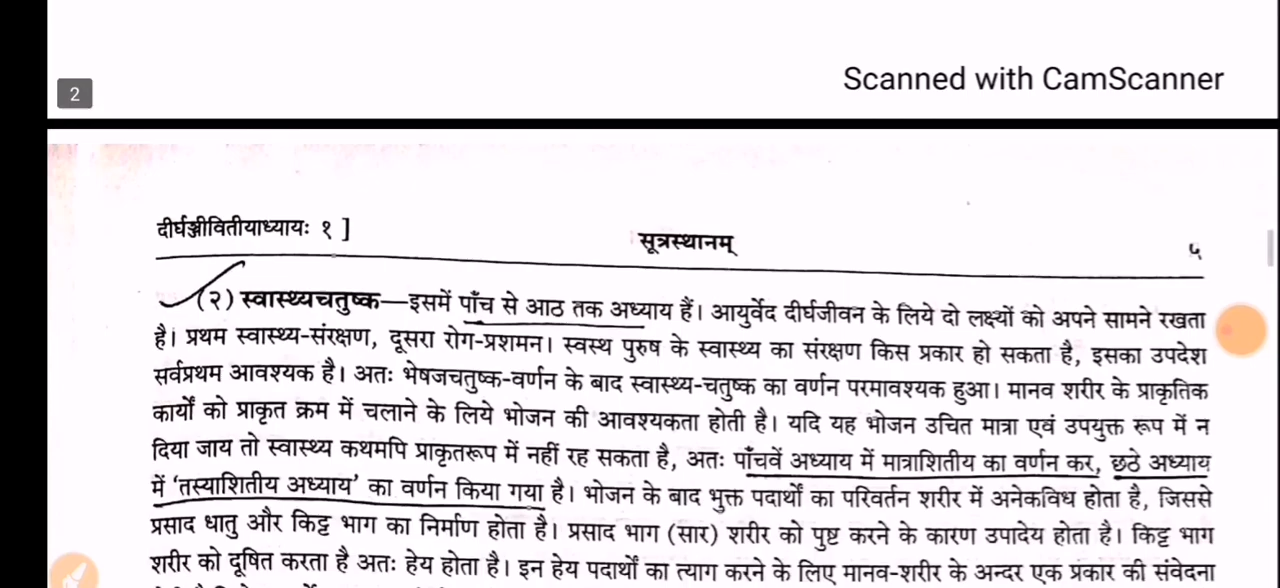 Scanned with CamScanner
2
दीर्घञ्जीवितीयाध्यायः १ ]
सूत्रस्थानम्
५
(२) स्वास्थ्यचतुष्क—इसमें पाँच से आठ तक अध्याय हैं। आयुर्वेद दीर्घजीवन के लिये दो लक्ष्यों को अपने सामने रखता
है। प्रथम स्वास्थ्य-संरक्षण, दूसरा रोग-प्रशमन। स्वस्थ पुरुष के स्वास्थ्य का संरक्षण किस प्रकार हो सकता है, इसका उपदेश
सर्वप्रथम आवश्यक है। अतः भेषजचतुष्क-वर्णन के बाद स्वास्थ्य-चतुष्क का वर्णन परमावश्यक हुआ। मानव शरीर के प्राकृतिक
कार्यों को प्राकृत क्रम में चलाने के लिये भोजन की आवश्यकता होती है। यदि यह भोजन उचित मात्रा एवं उपयुक्त रूप में न
दिया जाय तो स्वास्थ्य कथमपि प्राकृतरूप में नहीं रह सकता है, अतः पाँचवें अध्याय में मात्राशितीय का वर्णन कर, छठे अध्याय
में ‘तस्याशितीय अध्याय’ का वर्णन किया गया है। भोजन के बाद भुक्त पदार्थों का परिवर्तन शरीर में अनेकविध होता है, जिससे
प्रसाद धातु और किट्ट भाग का निर्माण होता है। प्रसाद भाग (सार) शरीर को पुष्ट करने के कारण उपादेय होता है। किट्ट भाग
शरीर को दूषित करता है अतः हेय होता है। इन हेय पदार्थों का त्याग करने के लिए मानव-शरीर के अन्दर एक प्रकार की संवेदना